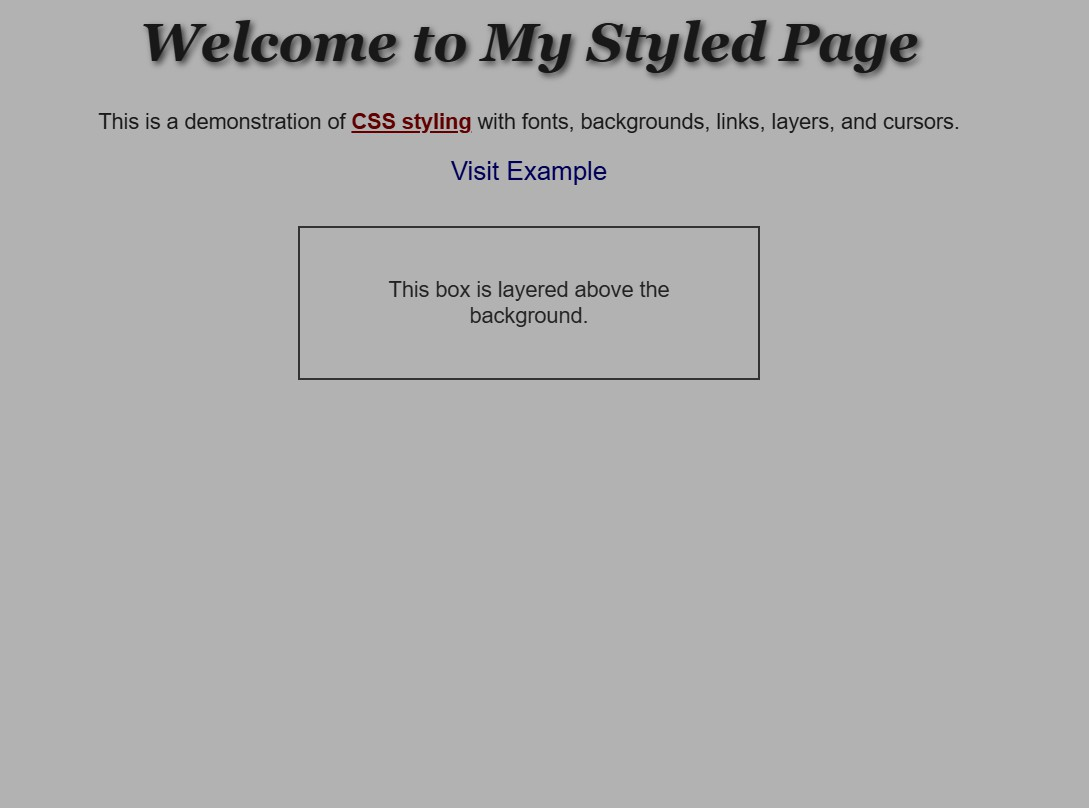 Welcome to My Styled Page
This is a demonstration of CSS styling with fonts, backgrounds, links, layers, and cursors.
Visit Example
This box is layered above the
background.